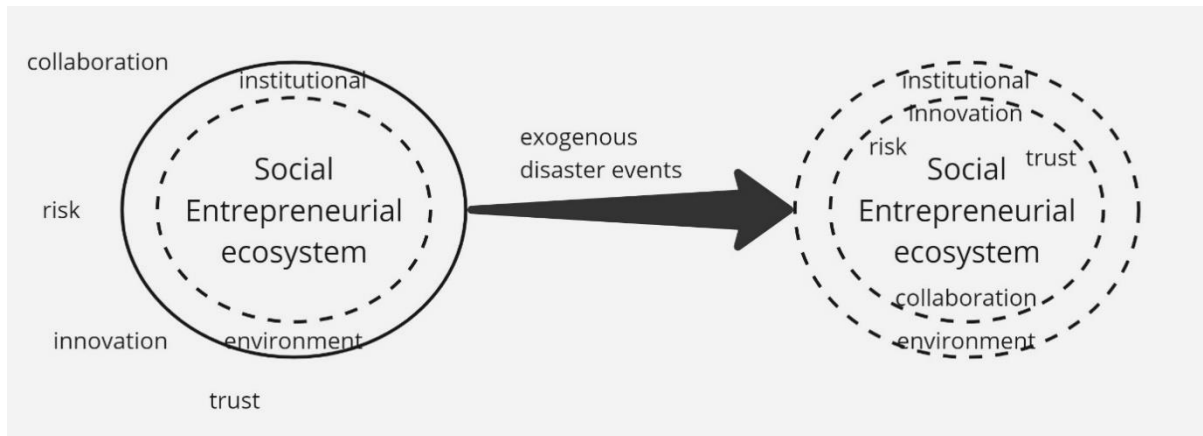 collaboration
institutional
Social
Entrepreneurial
ecosystem
risk
innovation
environment
trust
exogenous
disaster events
institutional
innovation
risk
trust
Social
Entrepreneurial
ecosystem
collaboration
environment